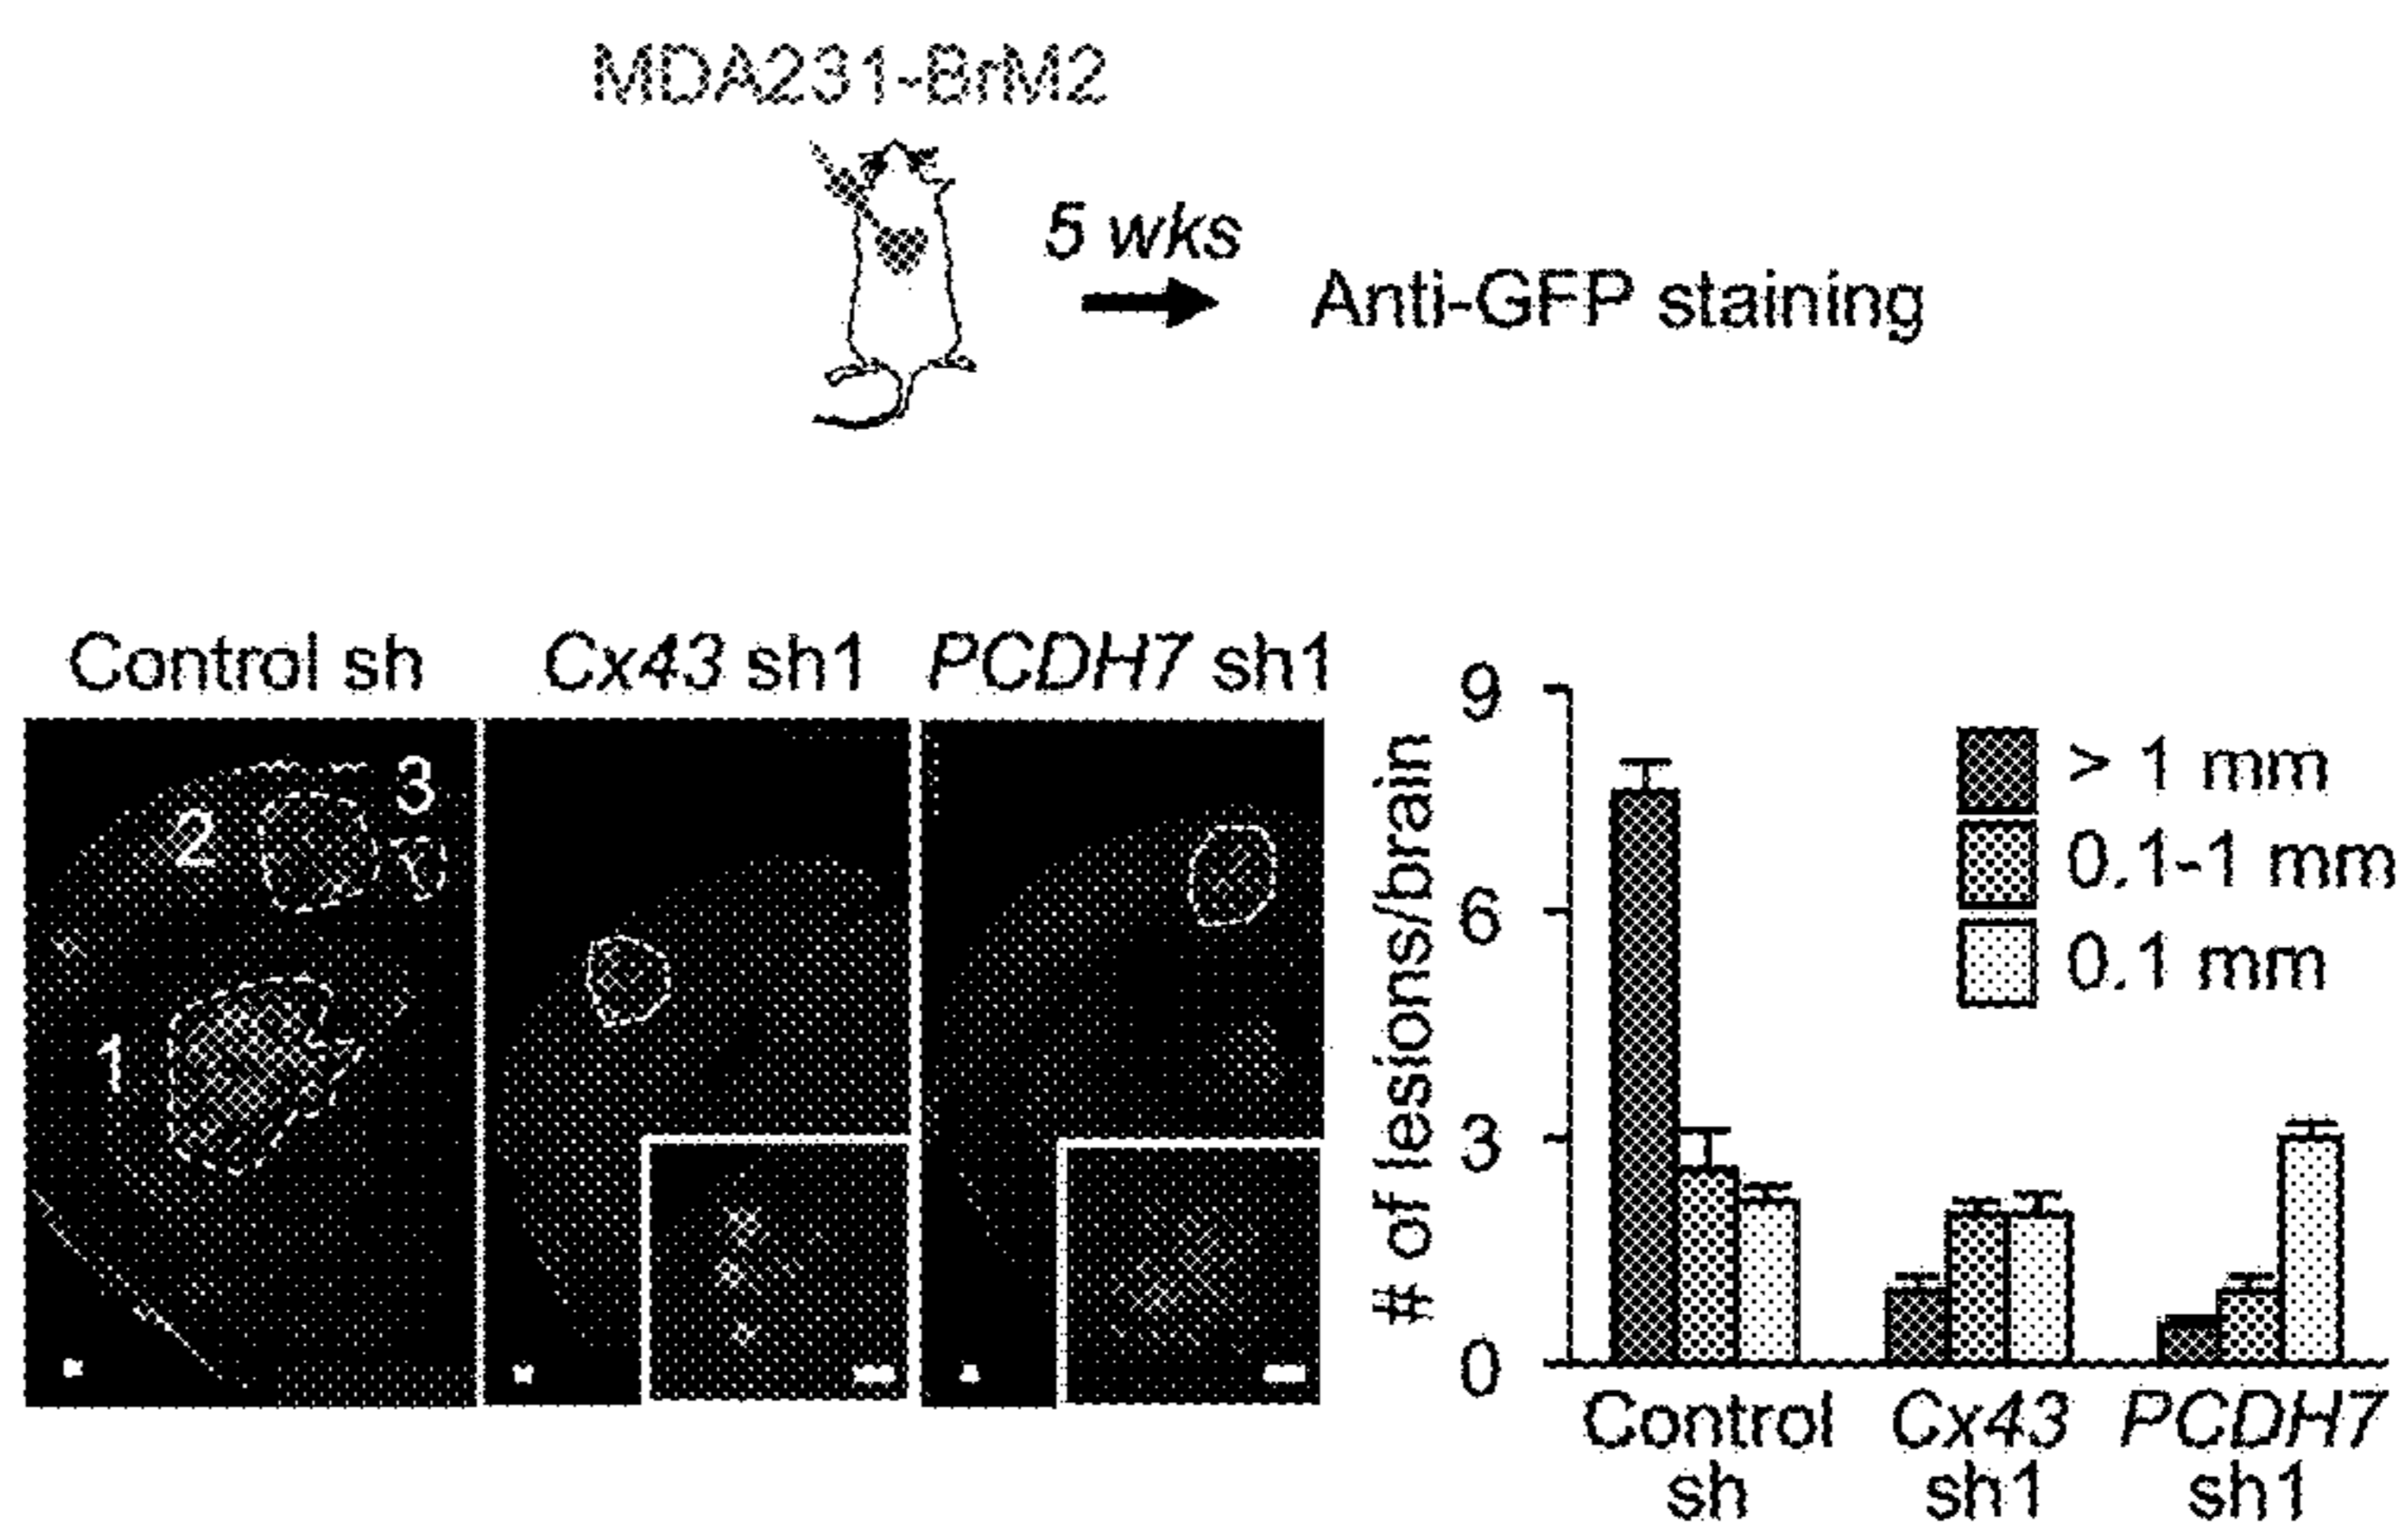 MDA231-BrM2
5 wks
Anti-GFP staining
Control sh
Cx43 sh1
PCDH7 sh1
1
2
3
# of lesions/brain
9
6
3
0
> 1 mm
0.1-1 mm
0.1 mm
Control
sh
Cx43
sh1
PCDH7
sh1